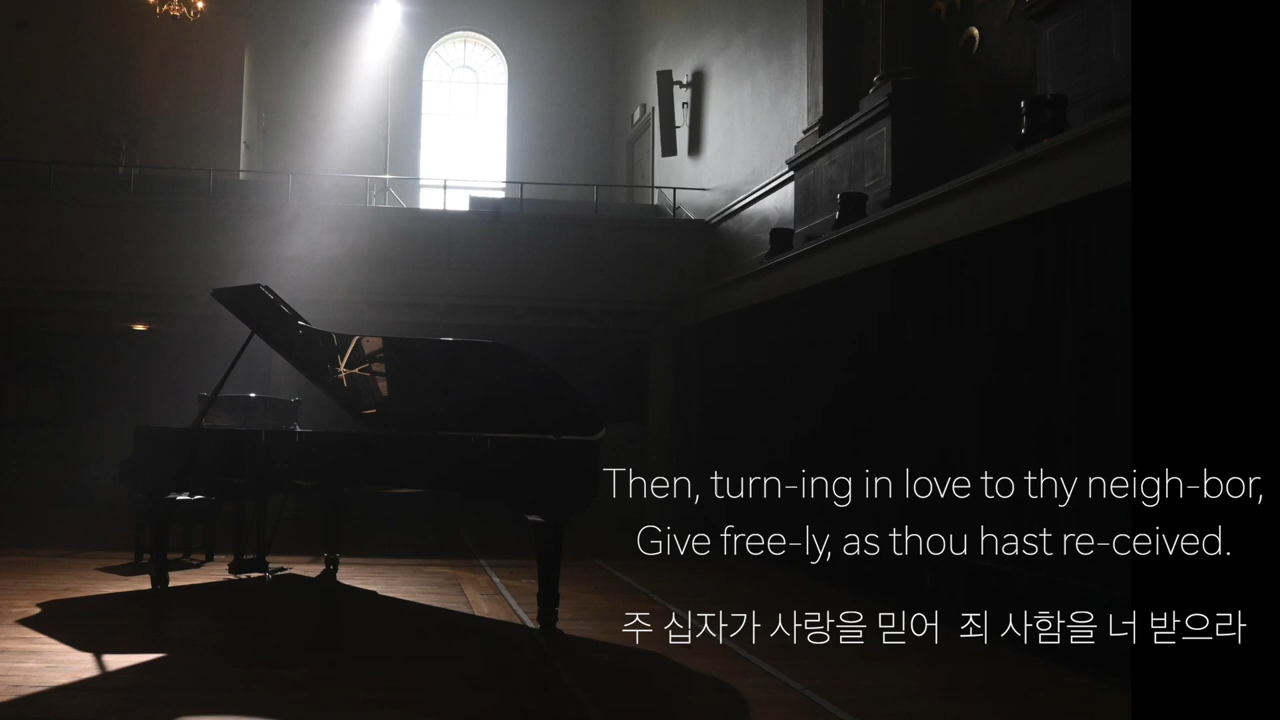 Then, turn-ing in love to thy neigh-bor,
Give free-ly, as thou hast re-ceived.
주 십자가 사랑을 믿어 죄 사함을 너 받으라